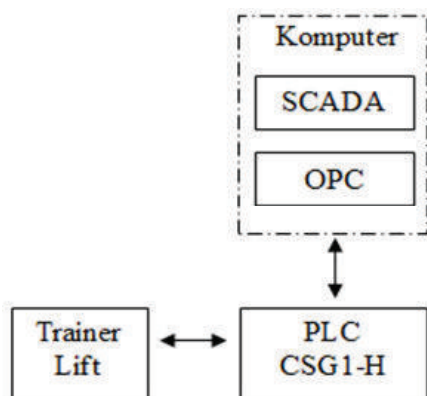 Komputer
SCADA
OPC
Trainer
Lift
PLC
CSG1-H